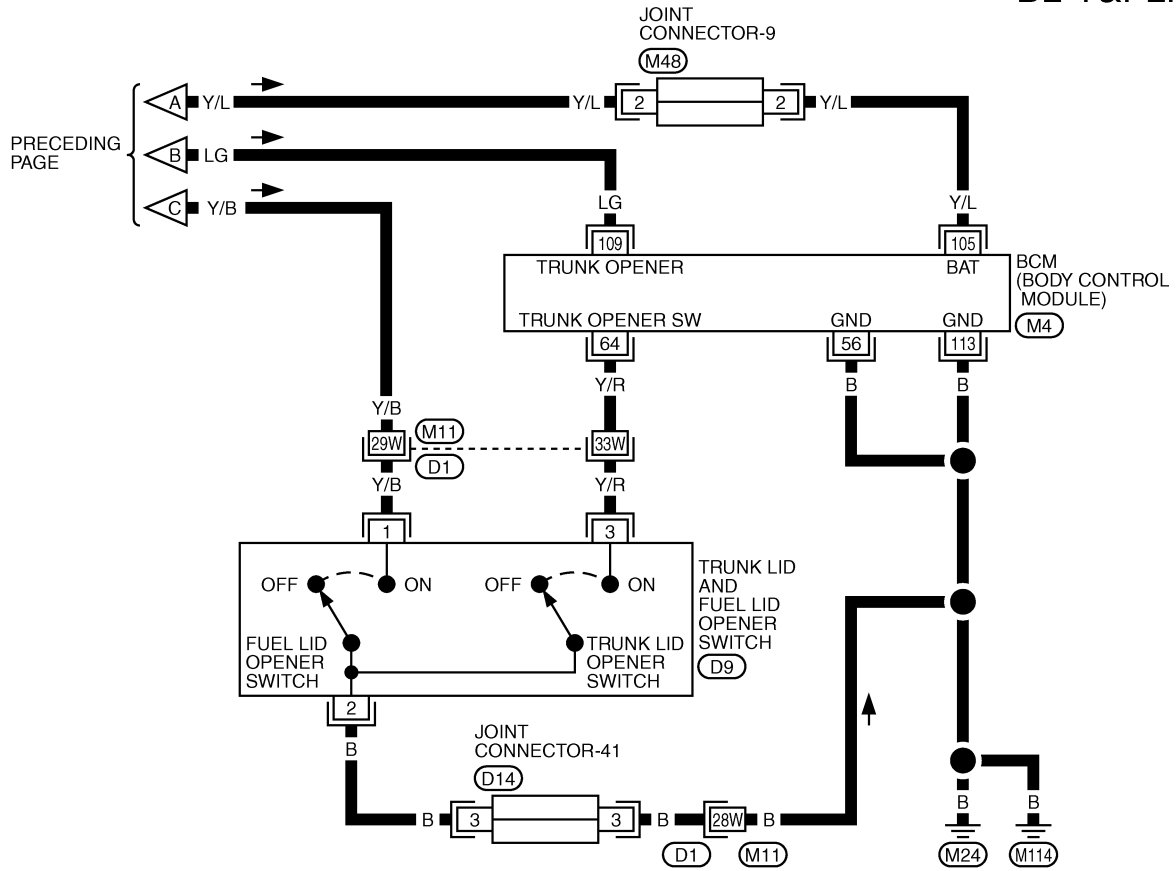 JOINT
CONNECTOR-9
M48
A Y/L Y/L 2 2 Y/L
PRECEDING
PAGE
B LG
C Y/B
LG
Y/L
109
105
TRUNK OPENER
BAT
BCM
(BODY CONTROL
MODULE)
M4
TRUNK OPENER SW
GND
GND
64
56
113
Y/R
B
B
Y/B
29W
M11
D1
33W
Y/B
Y/R
1
3
OFF
ON
OFF
ON
TRUNK LID
AND
FUEL LID
OPENER
SWITCH
D9
FUEL LID
OPENER
SWITCH
TRUNK LID
OPENER
SWITCH
2
B
JOINT
CONNECTOR-41
D14
B 3 3 B 28W B
D1
M11
B
B
M24
M114